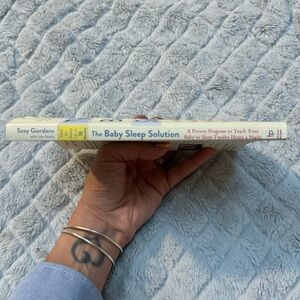 Suzy Giordano
with Lisa Abidin
The Baby Sleep Solution
A Proven Program to Teach Your
Baby to Sleep Twelve Hours a Night